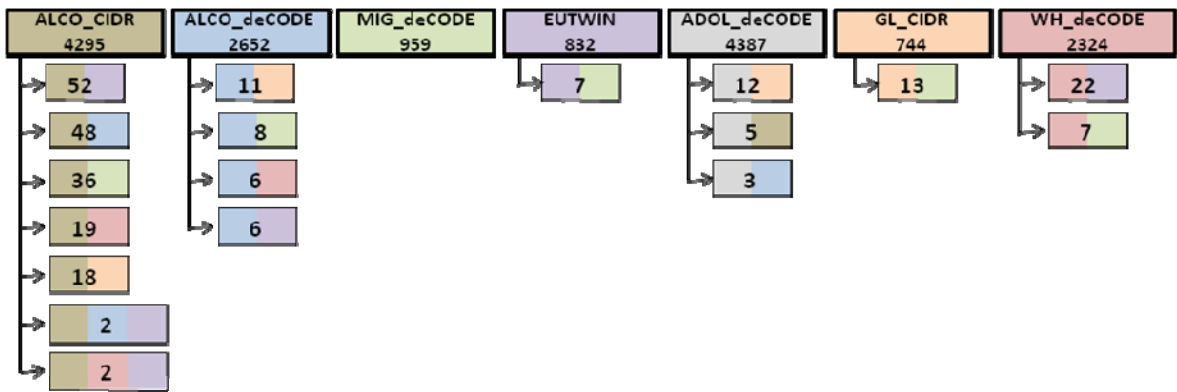 ALCO_CIDR ALCO_deCODE MIG_deCODE EUTWIN ADOL_deCODE GL_CIDR WH_deCODE
4295 2652 959 832 4387 744 2324
52 11 7 12 13 22
48 8 5 7
36 6 3
19 6
18
2
2